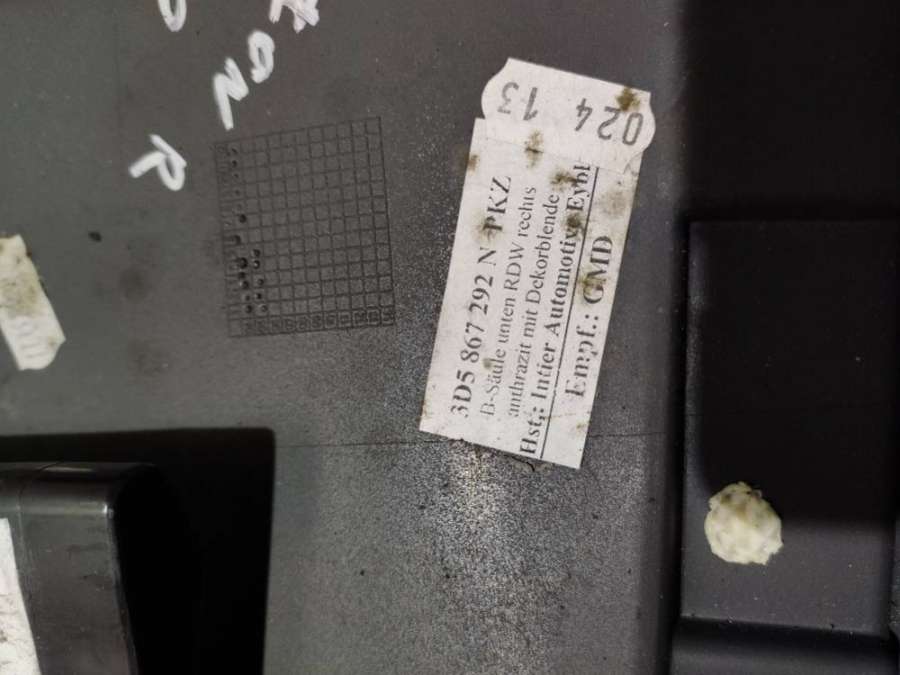 024 13
3D5 867 292 N PKZ
B-Säule unten RDW rechts
anthrazit mit Dekorblende
Hst.: Intier Automotive Eybl
Empf.: GMD